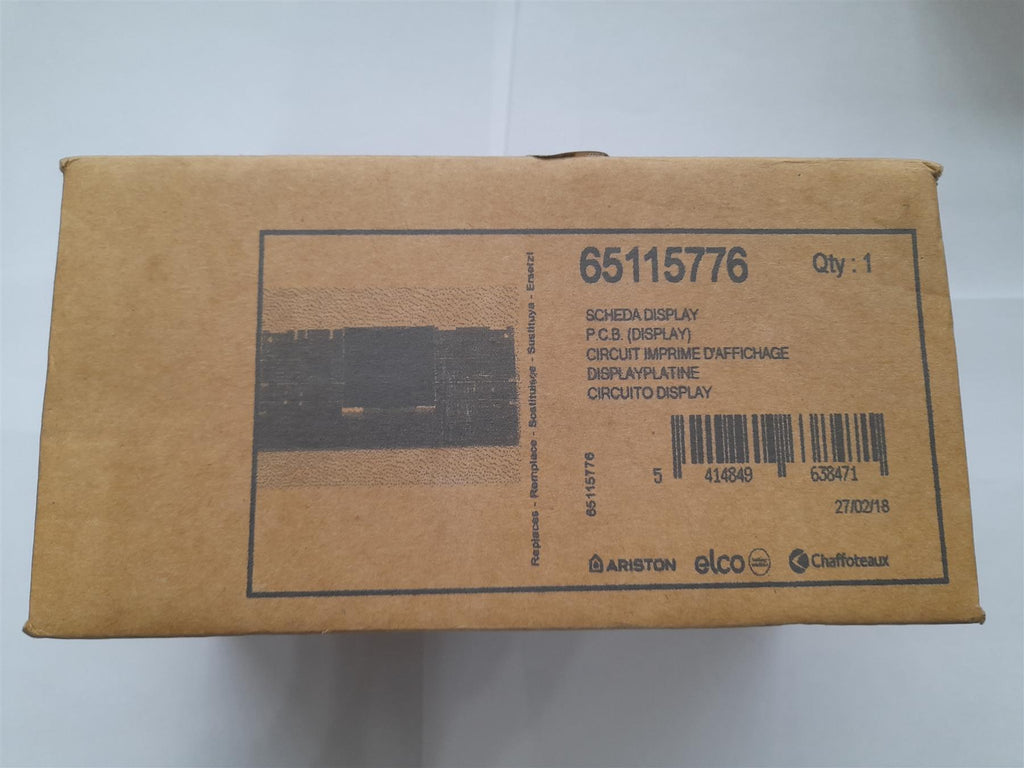 65115776
Qty : 1
SCHEDA DISPLAY
P.C.B. (DISPLAY)
CIRCUIT IMPRIME D'AFFICHAGE
DISPLAYPLATINE
CIRCUITO DISPLAY
5 414849 638471
27/02/18
65115776
Replaces - Remplace - Sostituisce - Sustituya - Ersetzt
ARISTON
elco
Chaffoteaux